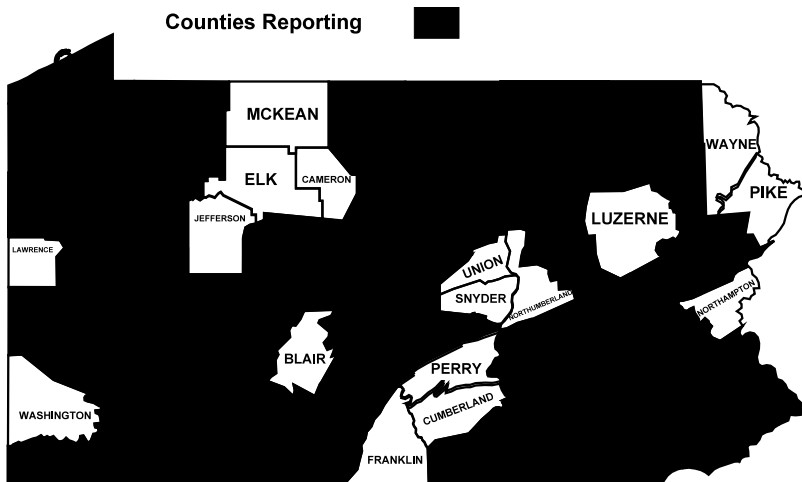 Counties Reporting
MCKEAN
WAYNE
ELK
CAMERON
PIKE
JEFFERSON
LUZERNE
LAWRENCE
UNION
SNYDER
NORTHUMBERLAND
NORTHAMPTON
BLAIR
PERRY
CUMBERLAND
WASHINGTON
FRANKLIN